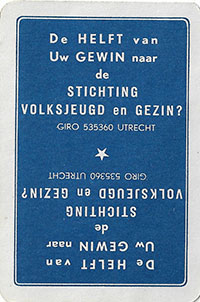 De HELFT van
Uw GEWIN naar
de
STICHTING
VOLKSJEUGD en GEZIN?
GIRO 535360 UTRECHT
GIRO 535360 UTRECHT
VOLKSJEUGD en GEZIN?
STICHTING
de
Uw GEWIN naar
De HELFT van